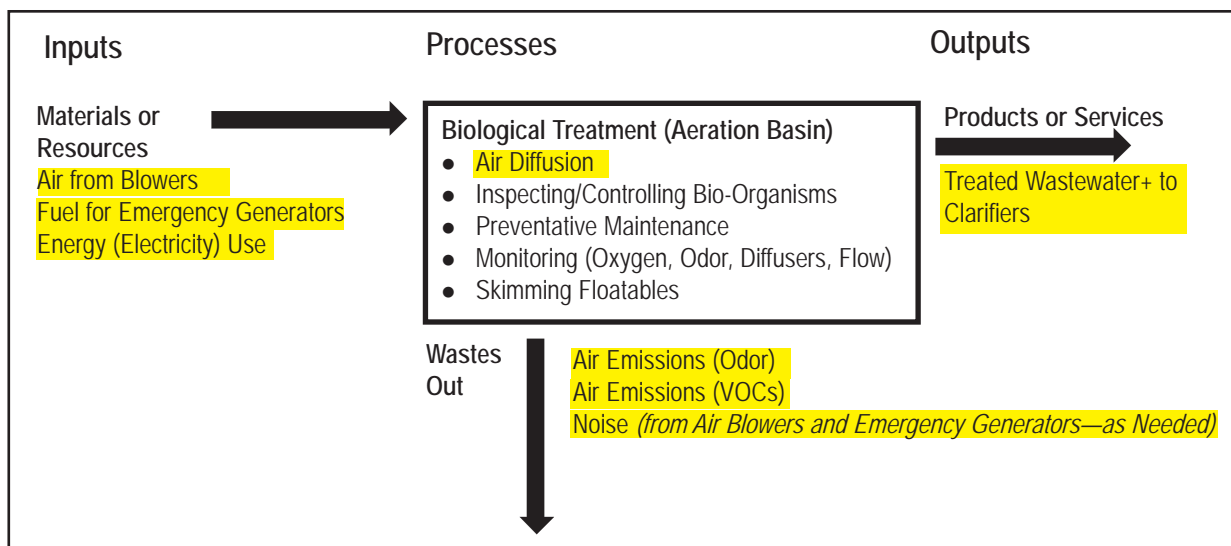 Inputs
Processes
Outputs
Materials or
Resources
Air from Blowers
Fuel for Emergency Generators
Energy (Electricity) Use
Biological Treatment (Aeration Basin)
● Air Diffusion
● Inspecting/Controlling Bio-Organisms
● Preventative Maintenance
● Monitoring (Oxygen, Odor, Diffusers, Flow)
● Skimming Floatables
Products or Services
Treated Wastewater+ to
Clarifiers
Wastes
Out
Air Emissions (Odor)
Air Emissions (VOCs)
Noise (from Air Blowers and Emergency Generators—as Needed)